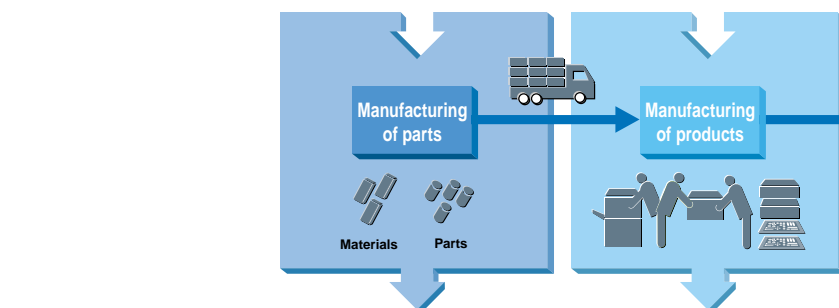 Manufacturing
of parts
Manufacturing
of products
Materials
Parts